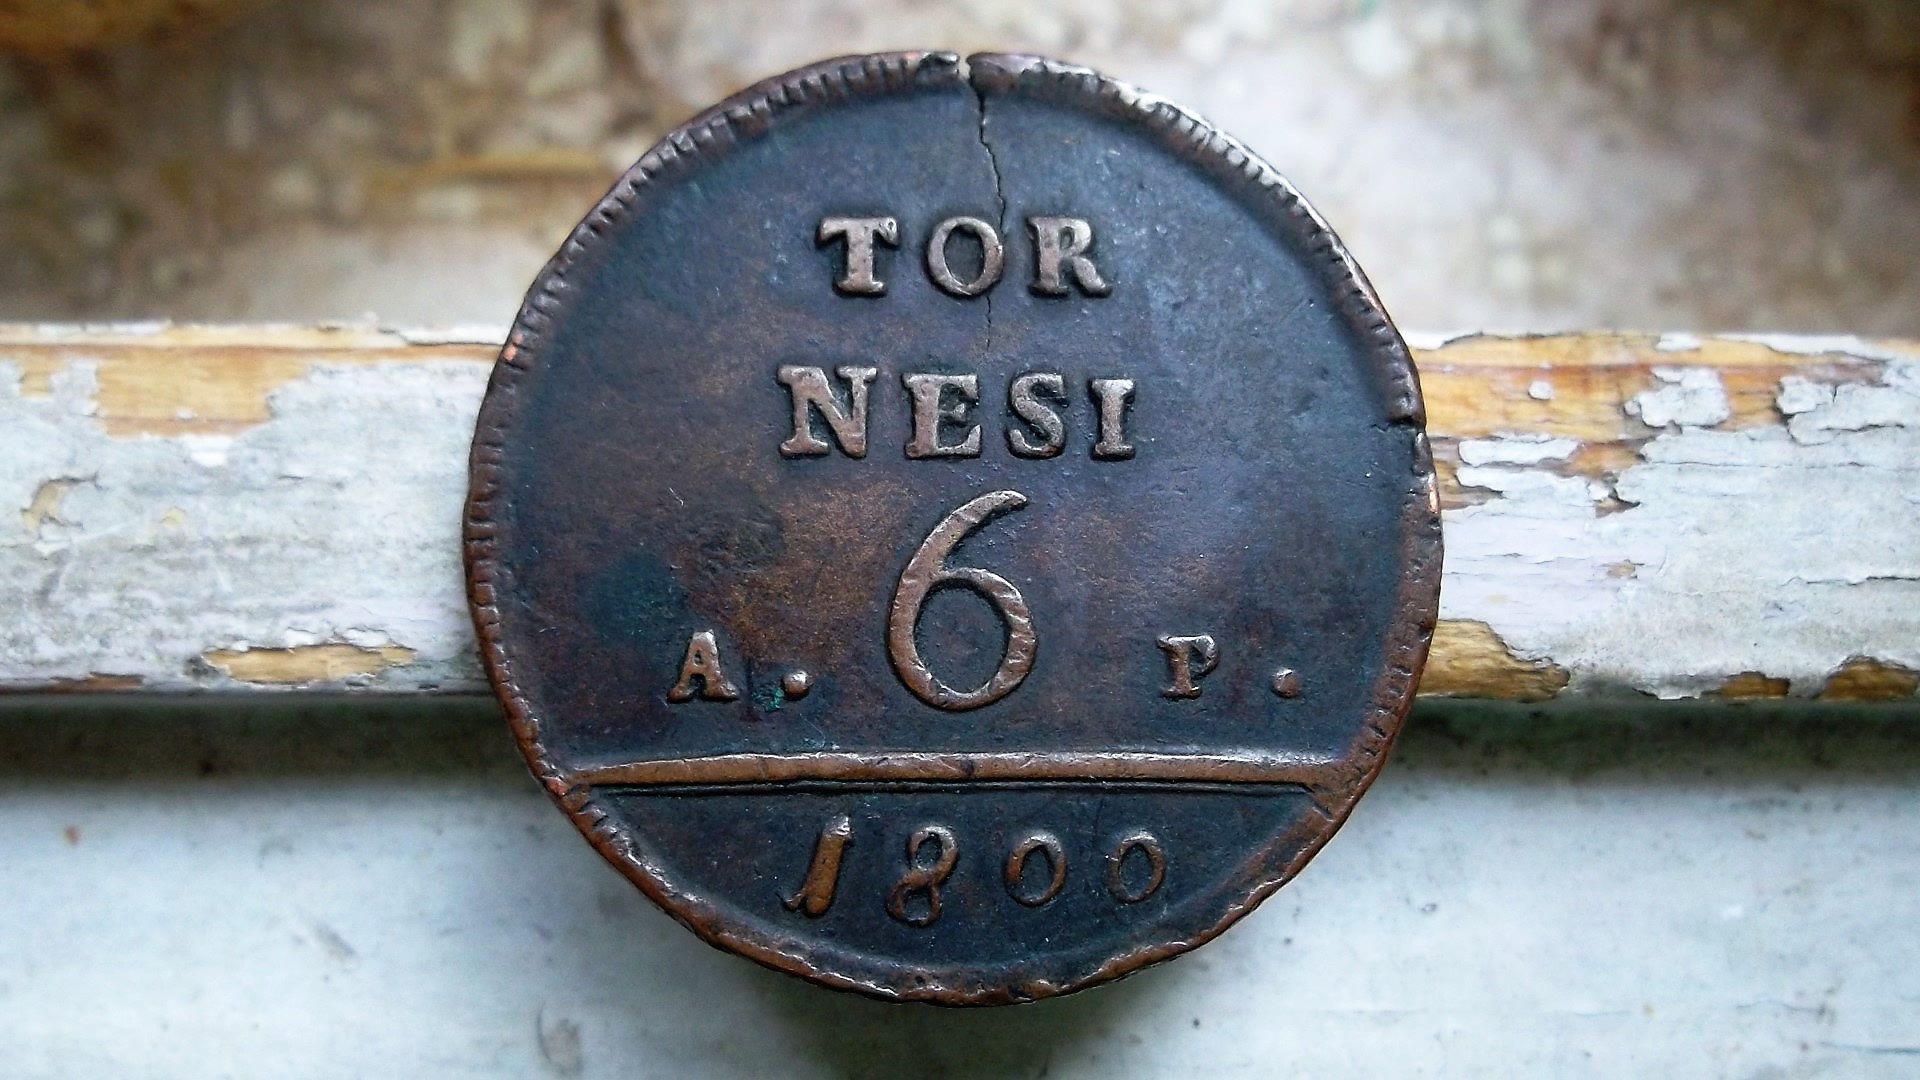 TOR
NESI
6
A. P.
1800